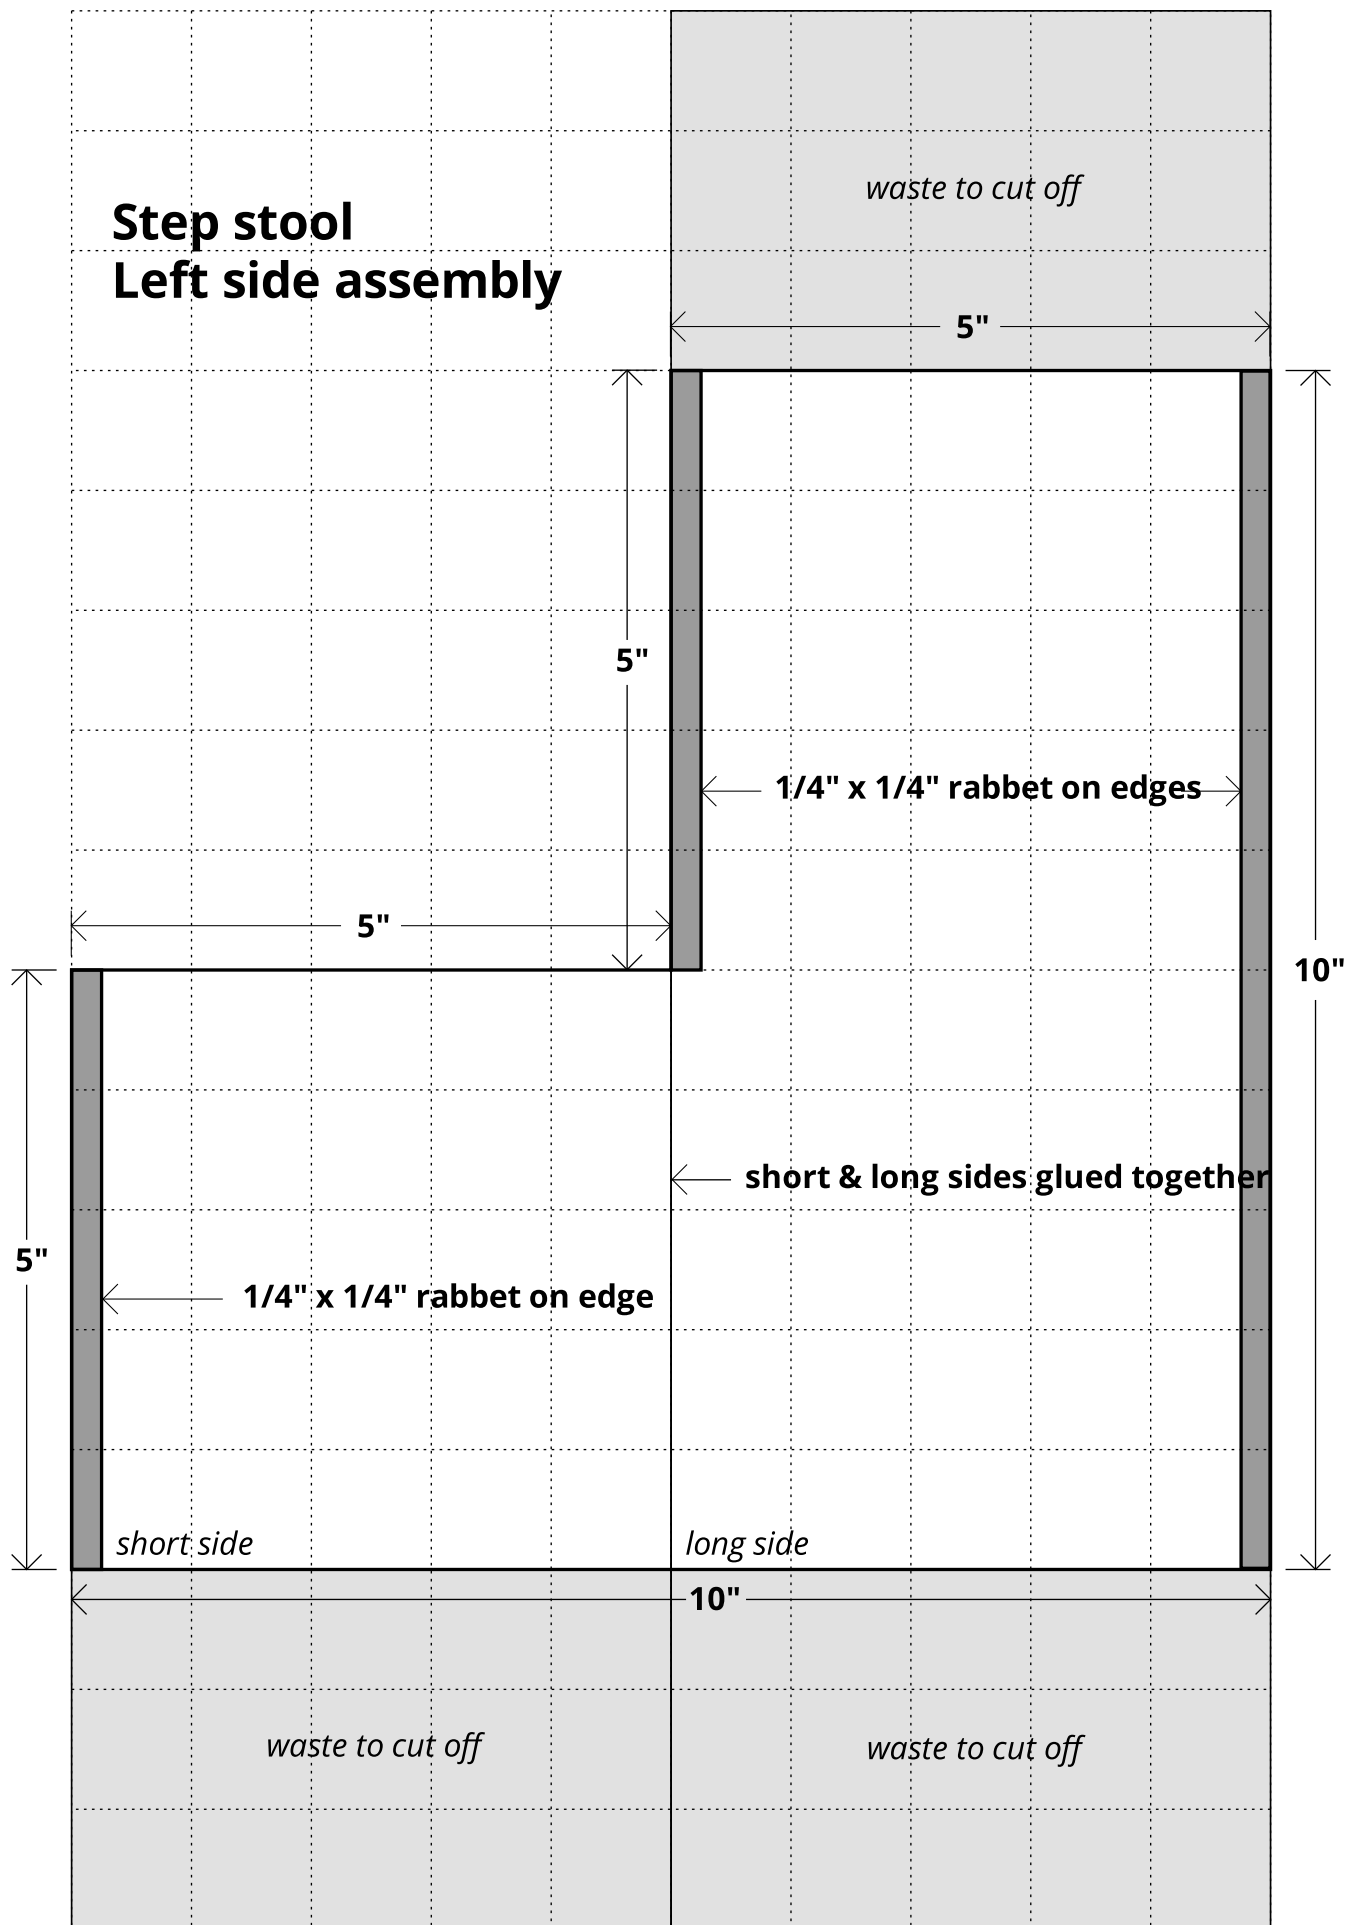 waste to cut off
Step stool
Left side assembly
5"
5"
1/4" x 1/4" rabbet on edges
5"
10"
short & long sides glued together
5"
1/4" x 1/4" rabbet on edge
short side
long side
10"
waste to cut off
waste to cut off